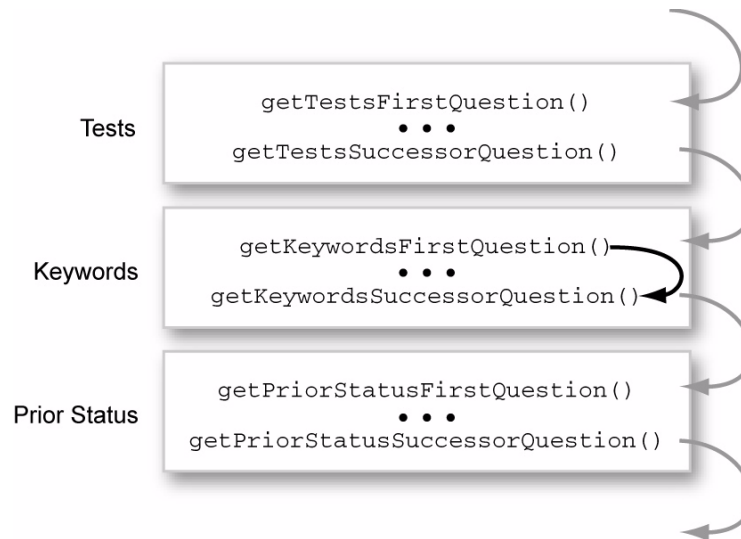 getTestsFirstQuestion()
• • •
Tests
getTestsSuccessorQuestion()
getKeywordsFirstQuestion()
• • •
Keywords
getKeywordsSuccessorQuestion()
getPriorStatusFirstQuestion()
• • •
Prior Status
getPriorStatusSuccessorQuestion()